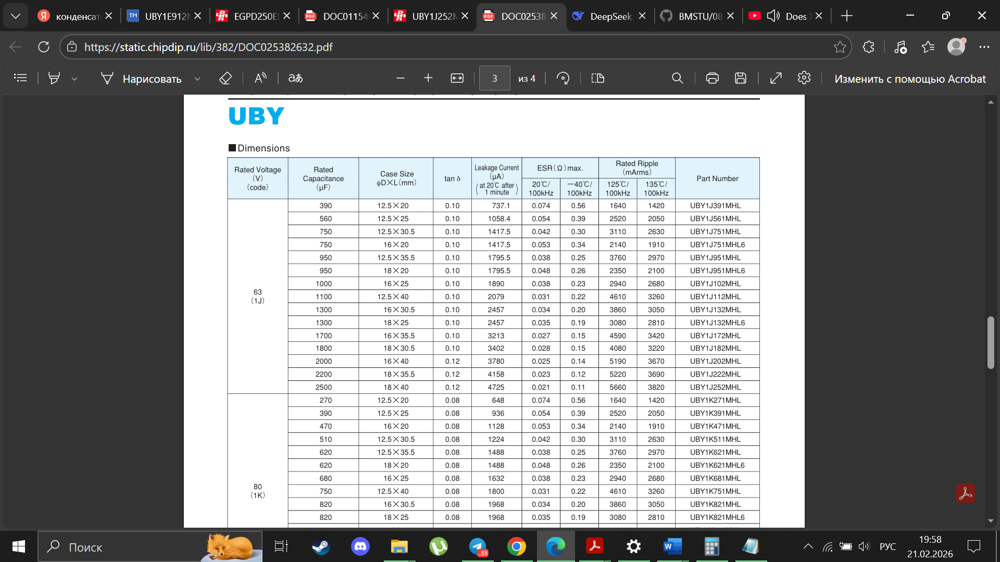 конденсат
UBY1E912M
EGPD250E
DOC01154
UBY1J252M
DOC02538
DeepSeek
BMSTU/08
Does
https://static.chipdip.ru/lib/382/DOC025382632.pdf
Нарисовать
3 из 4
Изменить с помощью Acrobat
UBY
■Dimensions
Rated Voltage (V) (code) Rated Capacitance (μF) Case Size φD×L(mm) tan δ Leakage Current (μA) (at 20℃ after 1 minute) ESR(Ω)max. Rated Ripple (mArms) Part Number
20℃/100kHz −40℃/100kHz 125℃/100kHz 135℃/100kHz
63 (1J)
390 12.5×20 0.10 737.1 0.074 0.56 1640 1420 UBY1J391MHL
560 12.5×25 0.10 1058.4 0.054 0.39 2520 2050 UBY1J561MHL
750 12.5×30.5 0.10 1417.5 0.042 0.30 3110 2630 UBY1J751MHL
750 16×20 0.10 1417.5 0.053 0.34 2140 1910 UBY1J751MHL6
950 12.5×35.5 0.10 1795.5 0.038 0.25 3760 2970 UBY1J951MHL
950 18×20 0.10 1795.5 0.048 0.26 2350 2100 UBY1J951MHL6
1000 16×25 0.10 1890 0.038 0.23 2940 2680 UBY1J102MHL
1100 12.5×40 0.10 2079 0.031 0.22 4610 3260 UBY1J112MHL
1300 16×30.5 0.10 2457 0.034 0.20 3860 3050 UBY1J132MHL
1300 18×25 0.10 2457 0.035 0.19 3080 2810 UBY1J132MHL6
1700 16×35.5 0.10 3213 0.027 0.15 4590 3420 UBY1J172MHL
1800 18×30.5 0.10 3402 0.028 0.15 4080 3220 UBY1J182MHL
2000 16×40 0.12 3780 0.025 0.14 5190 3670 UBY1J202MHL
2200 18×35.5 0.12 4158 0.023 0.12 5220 3690 UBY1J222MHL
2500 18×40 0.12 4725 0.021 0.11 5660 3820 UBY1J252MHL
80 (1K)
270 12.5×20 0.08 648 0.074 0.56 1640 1420 UBY1K271MHL
390 12.5×25 0.08 936 0.054 0.39 2520 2050 UBY1K391MHL
470 16×20 0.08 1128 0.053 0.34 2140 1910 UBY1K471MHL
510 12.5×30.5 0.08 1224 0.042 0.30 3110 2630 UBY1K511MHL
620 12.5×35.5 0.08 1488 0.038 0.25 3760 2970 UBY1K621MHL
620 18×20 0.08 1488 0.048 0.26 2350 2100 UBY1K621MHL6
680 16×25 0.08 1632 0.038 0.23 2940 2680 UBY1K681MHL
750 12.5×40 0.08 1800 0.031 0.22 4610 3260 UBY1K751MHL
820 16×30.5 0.08 1968 0.034 0.20 3860 3050 UBY1K821MHL
820 18×25 0.08 1968 0.035 0.19 3080 2810 UBY1K821MHL6
Поиск
..88
РУС
19:58
21.02.2026